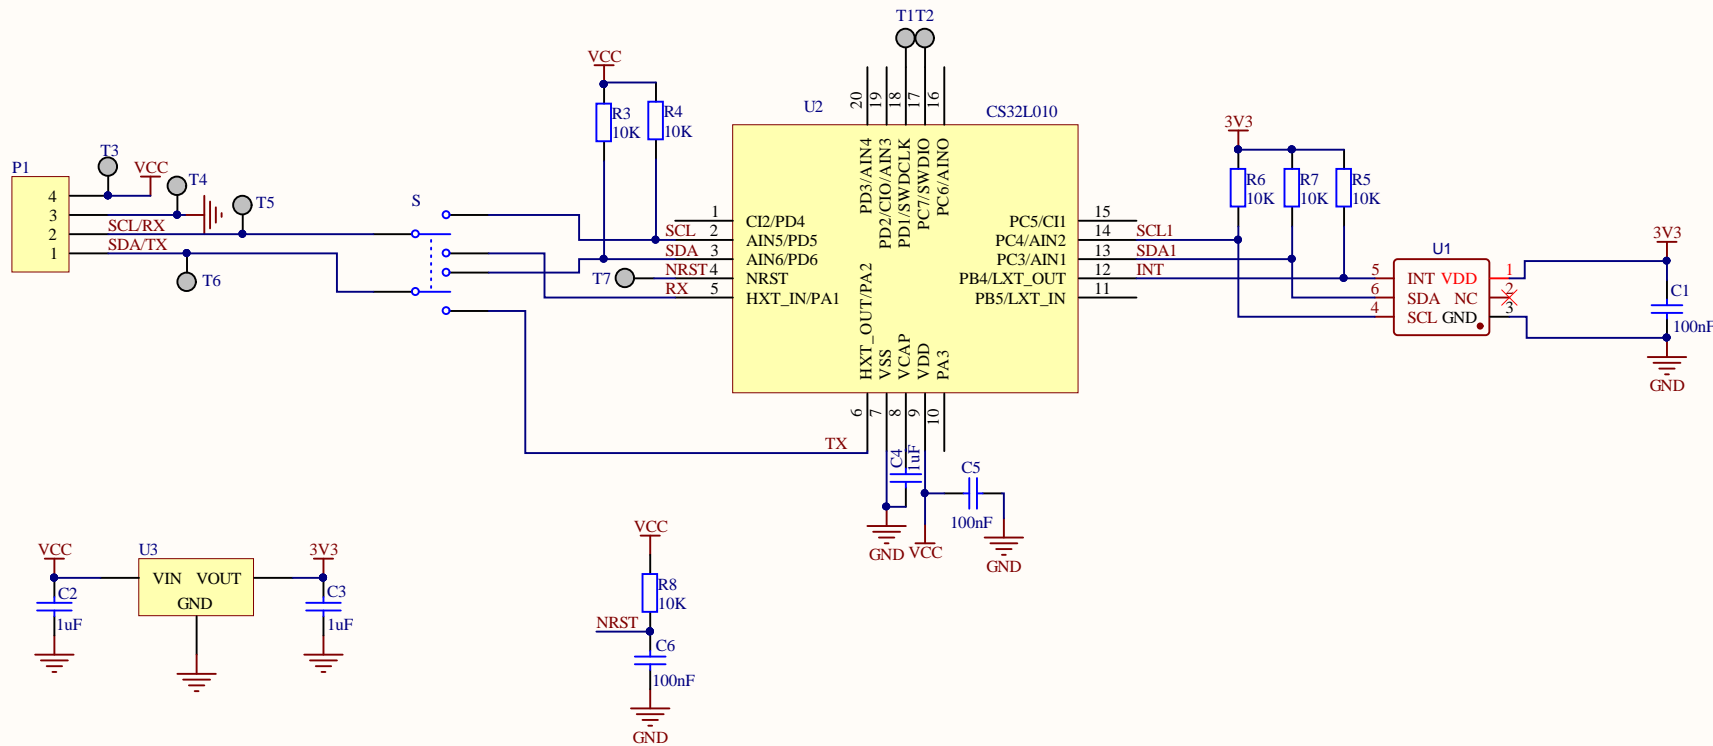 T1T2
VCC
U2
CS32L010
R3
10K
R4
10K
20
19
18
17
16
PD3/AIN4
PD2/CIO/AIN3
PD1/SWDCLK
PC7/SWDIO
PC6/AINO
3V3
R6
10K
R7
10K
R5
10K
P1
T3
VCC
T4
T5
4
3
2
1
SCL/RX
SDA/TX
T6
S
SCL
SDA
NRST
RX
T7
1
2
3
4
5
CI2/PD4
AIN5/PD5
AIN6/PD6
NRST
HXT_IN/PA1
PC5/CI1
PC4/AIN2
PC3/AIN1
PB4/LXT_OUT
PB5/LXT_IN
15
14
13
12
11
SCL1
SDA1
INT
U1
5
6
4
INT VDD
SDA NC
SCL GND
1
2
3
3V3
C1
100nF
GND
HXT_OUT/PA2
VSS
VCAP
VDD
PA3
6
7
8
9
10
TX
C4
1uF
C5
100nF
GND
VCC
GND
VCC
U3
3V3
VIN VOUT
GND
C2
1uF
C3
1uF
VCC
R8
10K
NRST
C6
100nF
GND